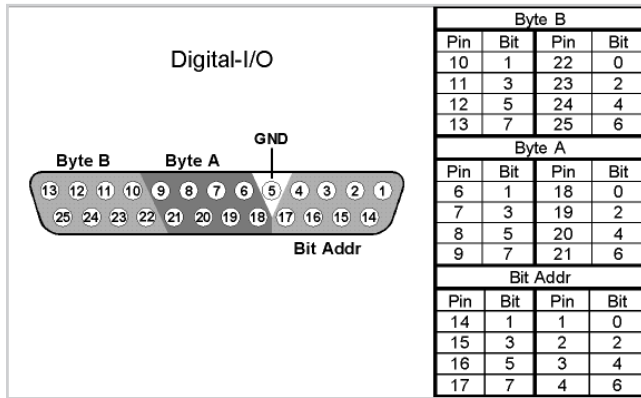 Digital-I/O
GND
Byte B Byte A
13 12 11 10 9 8 7 6 5 4 3 2 1
25 24 23 22 21 20 19 18 17 16 15 14
Bit Addr
Byte B
Pin Bit Pin Bit
10 1 22 0
11 3 23 2
12 5 24 4
13 7 25 6
Byte A
Pin Bit Pin Bit
6 1 18 0
7 3 19 2
8 5 20 4
9 7 21 6
Bit Addr
Pin Bit Pin Bit
14 1 1 0
15 3 2 2
16 5 3 4
17 7 4 6